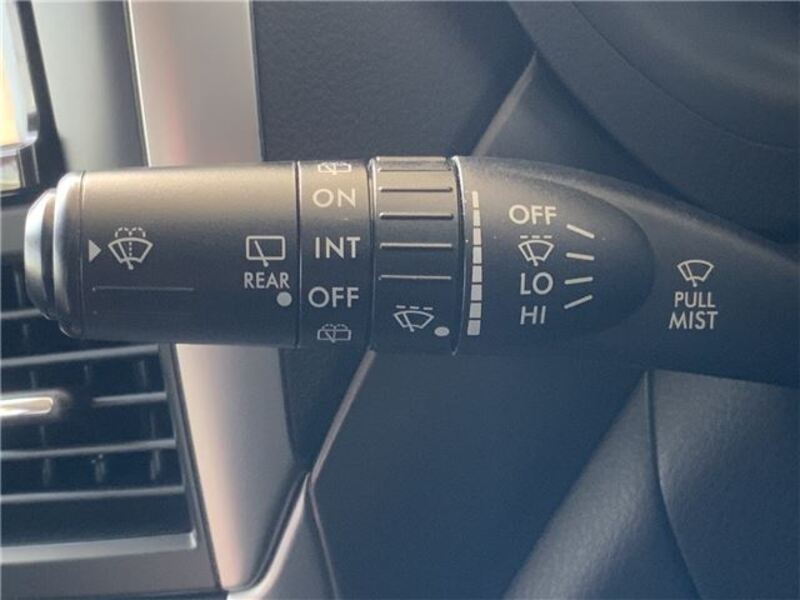 REAR
ON
INT
OFF
OFF
LO
HI
PULL
MIST